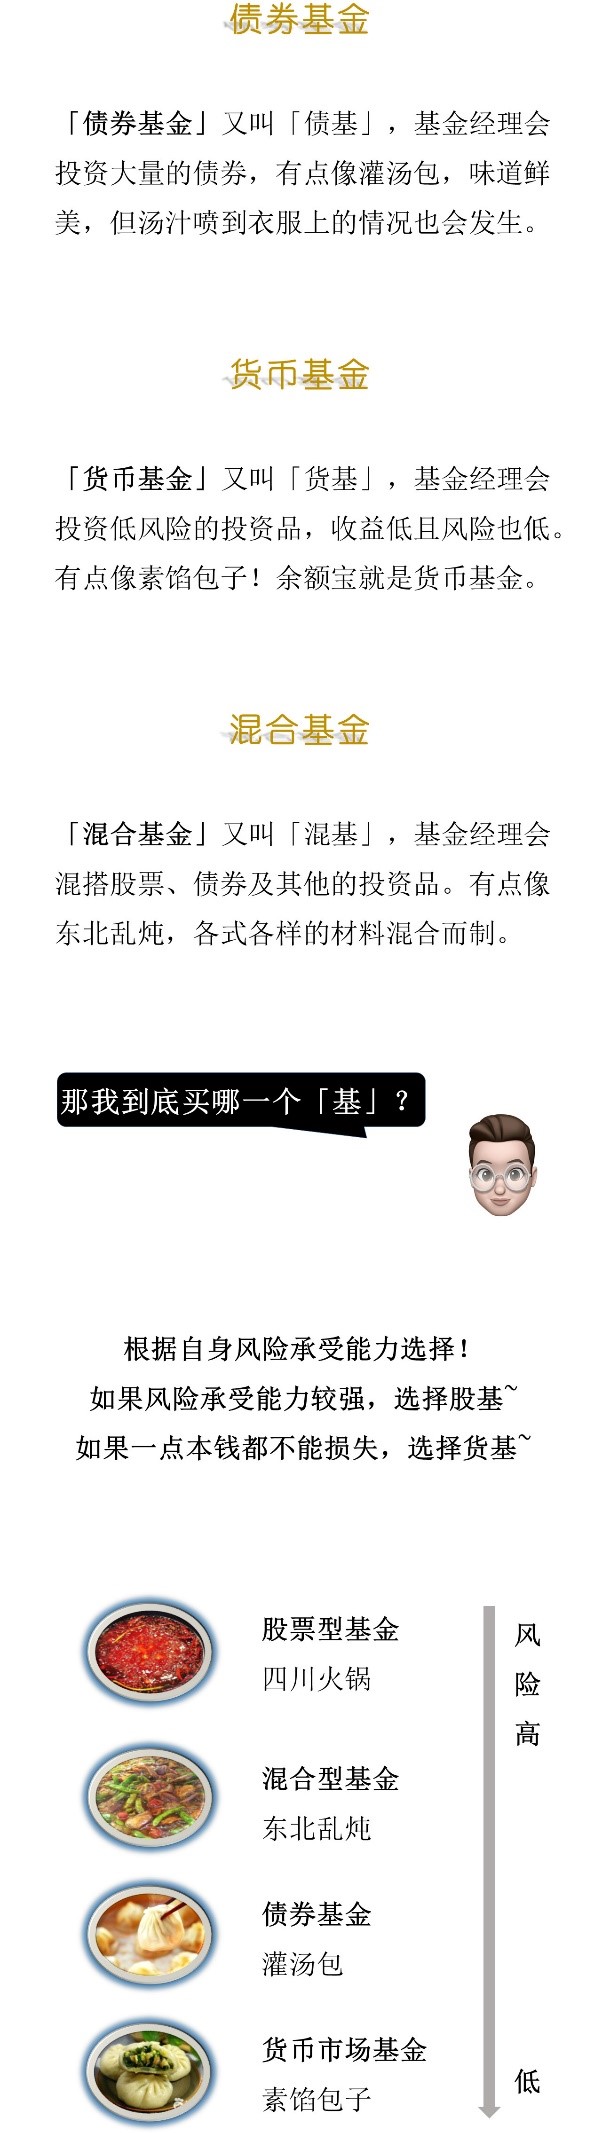 债券基金
「债券基金」又叫「债基」，基金经理会
投资大量的债券，有点像灌汤包，味道鲜
美，但汤汁喷到衣服上的情况也会发生。
货币基金
「货币基金」又叫「货基」，基金经理会
投资低风险的投资品，收益低且风险也低。
有点像素馅包子！余额宝就是货币基金。
混合基金
「混合基金」又叫「混基」，基金经理会
混搭股票、债券及其他的投资品。有点像
东北乱炖，各式各样的材料混合而制。
那我到底买哪一个「基」？
根据自身风险承受能力选择！
如果风险承受能力较强，选择股基~
如果一点本钱都不能损失，选择货基~
股票型基金
四川火锅
混合型基金
东北乱炖
债券基金
灌汤包
货币市场基金
素馅包子
风
险
高
低